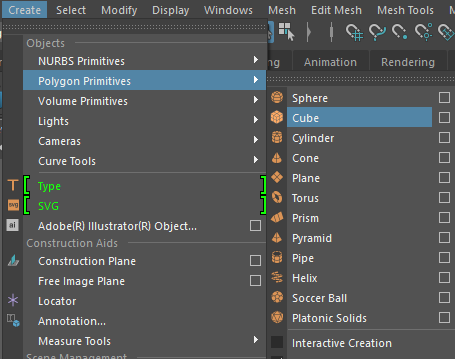 Create Select Modify Display Windows Mesh Edit Mesh Mesh Tools
Animation Rendering
Objects
NURBS Primitives
Polygon Primitives
Volume Primitives
Lights
Cameras
Curve Tools
Type
SVG
Adobe(R) Illustrator(R) Object...
Construction Aids
Construction Plane
Free Image Plane
Locator
Annotation...
Measure Tools
Scene Management
Sphere
Cube
Cylinder
Cone
Plane
Torus
Prism
Pyramid
Pipe
Helix
Soccer Ball
Platonic Solids
Interactive Creation